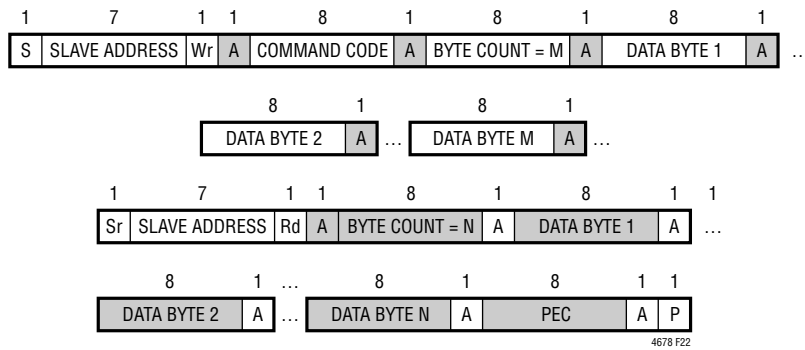 1 7 1 1 8 1 8 1 8 1
S SLAVE ADDRESS Wr A COMMAND CODE A BYTE COUNT = M A DATA BYTE 1 A …
8 1 8 1
DATA BYTE 2 A … DATA BYTE M A …
1 7 1 1 8 1 8 1 1
Sr SLAVE ADDRESS Rd A BYTE COUNT = N A DATA BYTE 1 A …
8 1 … 8 1 8 1 1
DATA BYTE 2 A … DATA BYTE N A PEC A P
4678 F22